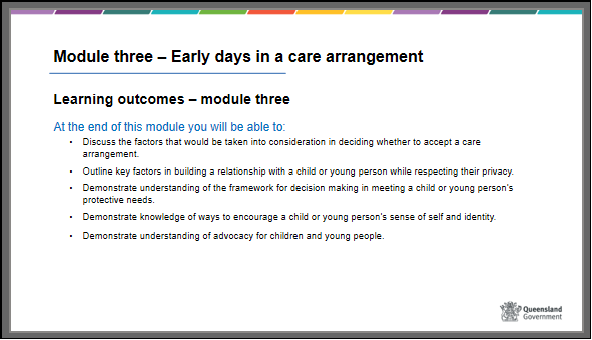 Module three – Early days in a care arrangement
Learning outcomes – module three
At the end of this module you will be able to:
• Discuss the factors that would be taken into consideration in deciding whether to accept a care
arrangement.
• Outline key factors in building a relationship with a child or young person while respecting their privacy.
• Demonstrate understanding of the framework for decision making in meeting a child or young person's
protective needs.
• Demonstrate knowledge of ways to encourage a child or young person's sense of self and identity.
• Demonstrate understanding of advocacy for children and young people.
Queensland
Government